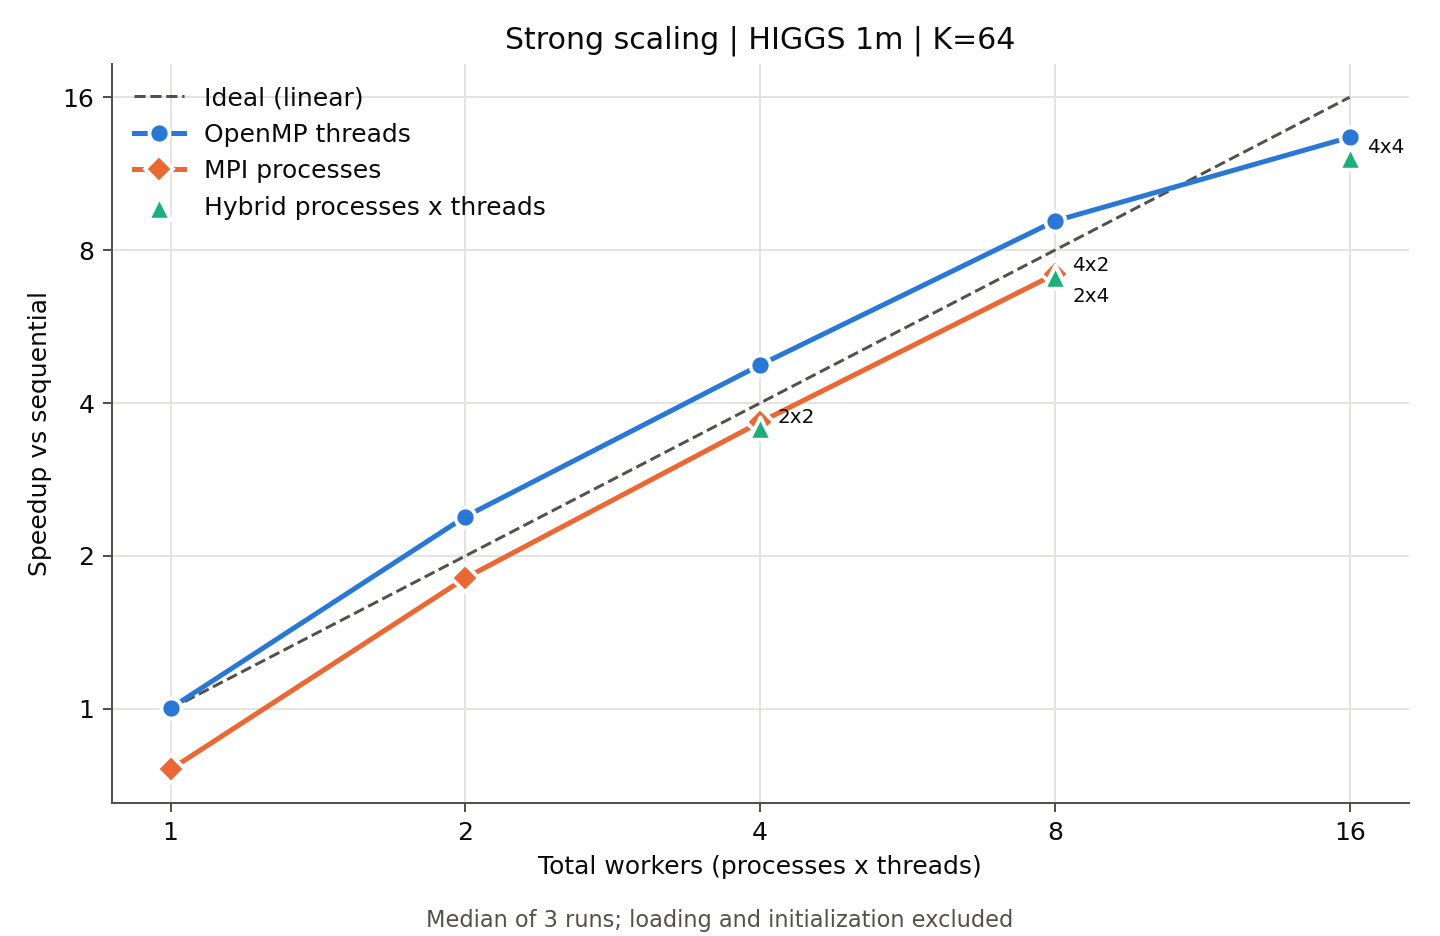 Strong scaling | HIGGS 1m | K=64
Ideal (linear)
OpenMP threads
MPI processes
Hybrid processes x threads
Speedup vs sequential
16
8
4
2
1
4x4
4x2
2x4
2x2
1 2 4 8 16
Total workers (processes x threads)
Median of 3 runs; loading and initialization excluded